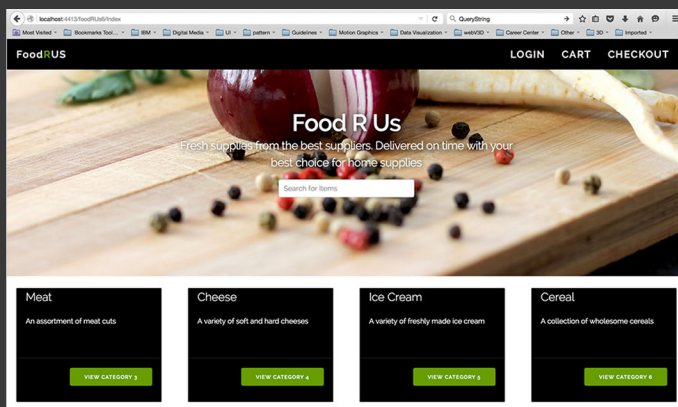 localhost:4413/foodRUs6/Index
QueryString
Most Visited
Bookmarks Tool...
IBM
Digital Media
UI
pattern
Guidelines
Motion Graphics
Data Visualization
webV3D
Career Center
Other
3D
Imported
FoodRUS
LOGIN CART CHECKOUT
Food R Us
Fresh supplies from the best suppliers. Delivered on time with your
best choice for home supplies
Search for Items
Meat
An assortment of meat cuts
VIEW CATEGORY 3
Cheese
A variety of soft and hard cheeses
VIEW CATEGORY 4
Ice Cream
A variety of freshly made ice cream
VIEW CATEGORY 5
Cereal
A collection of wholesome cereals
VIEW CATEGORY 6